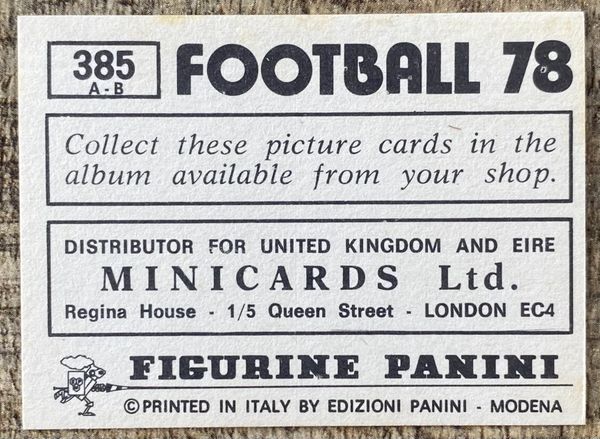 385
A - B
FOOTBALL 78
Collect these picture cards in the
album available from your shop.
DISTRIBUTOR FOR UNITED KINGDOM AND EIRE
MINICARDS Ltd.
Regina House - 1/5 Queen Street - LONDON EC4
FIGURINE PANINI
©PRINTED IN ITALY BY EDIZIONI PANINI - MODENA